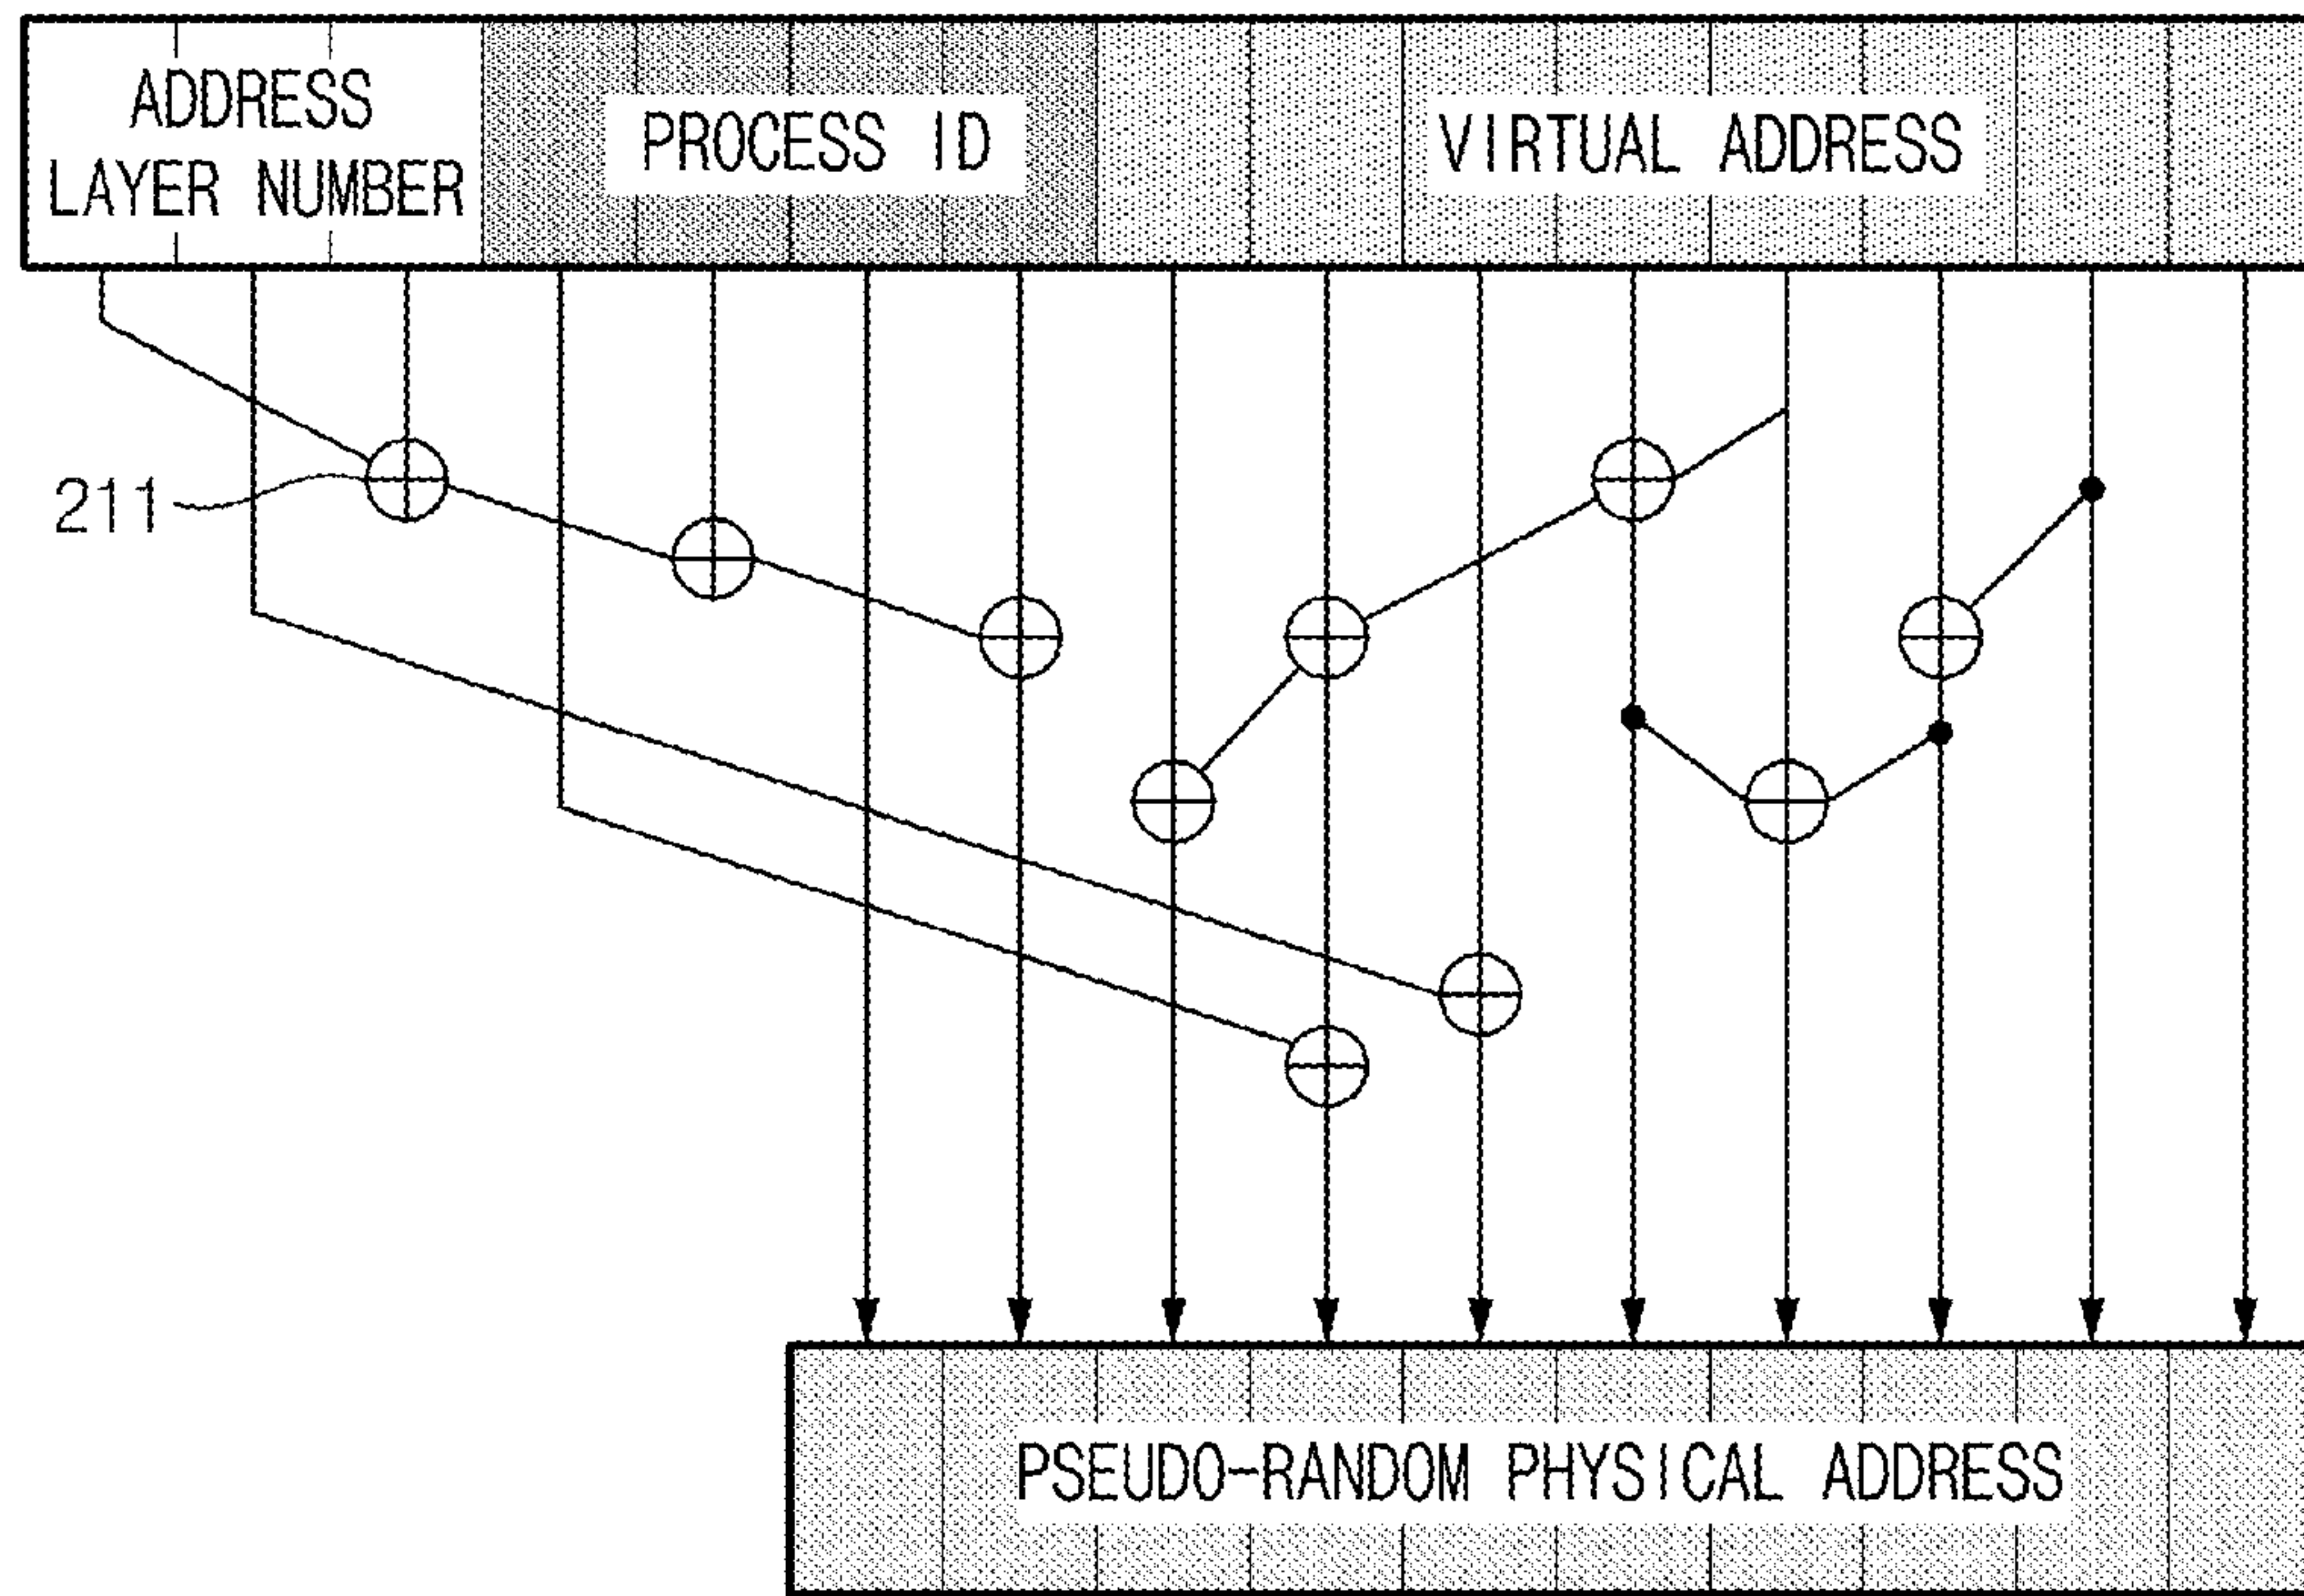 ADDRESS
LAYER NUMBER
PROCESS ID
VIRTUAL ADDRESS
211
PSEUDO-RANDOM PHYSICAL ADDRESS